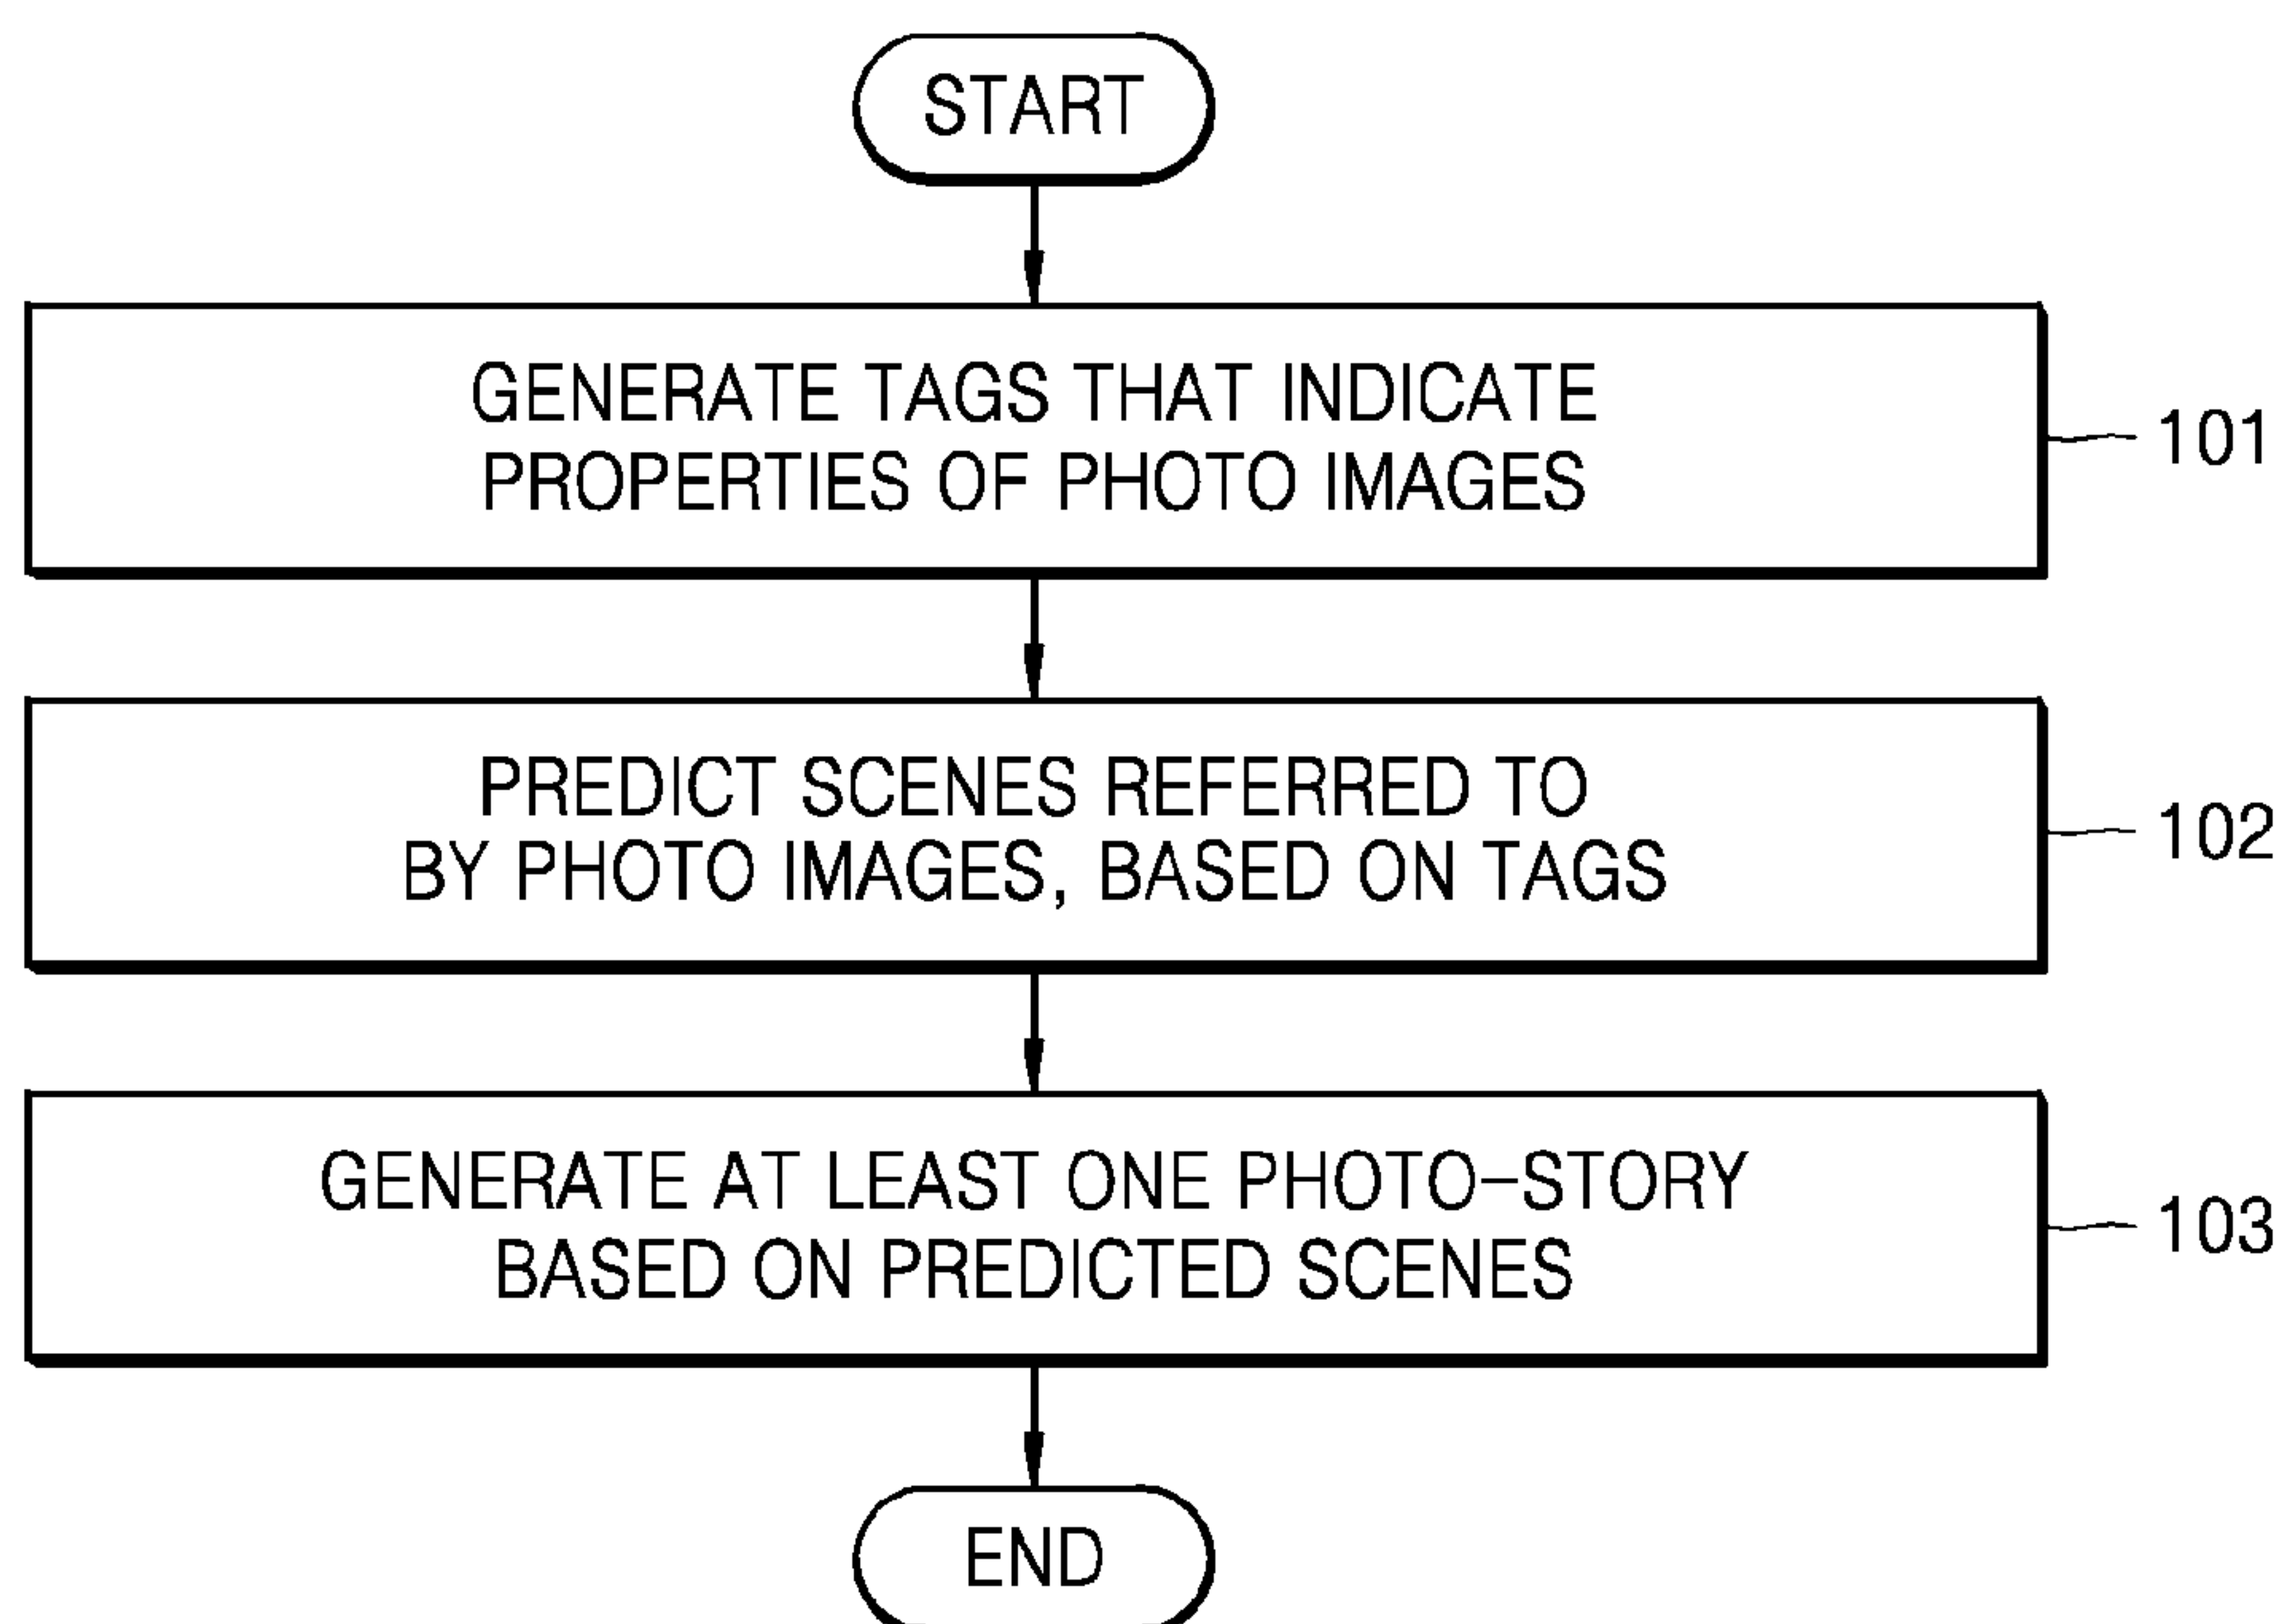 START
GENERATE TAGS THAT INDICATE
PROPERTIES OF PHOTO IMAGES
101
PREDICT SCENES REFERRED TO
BY PHOTO IMAGES, BASED ON TAGS
102
GENERATE AT LEAST ONE PHOTO-STORY
BASED ON PREDICTED SCENES
103
END